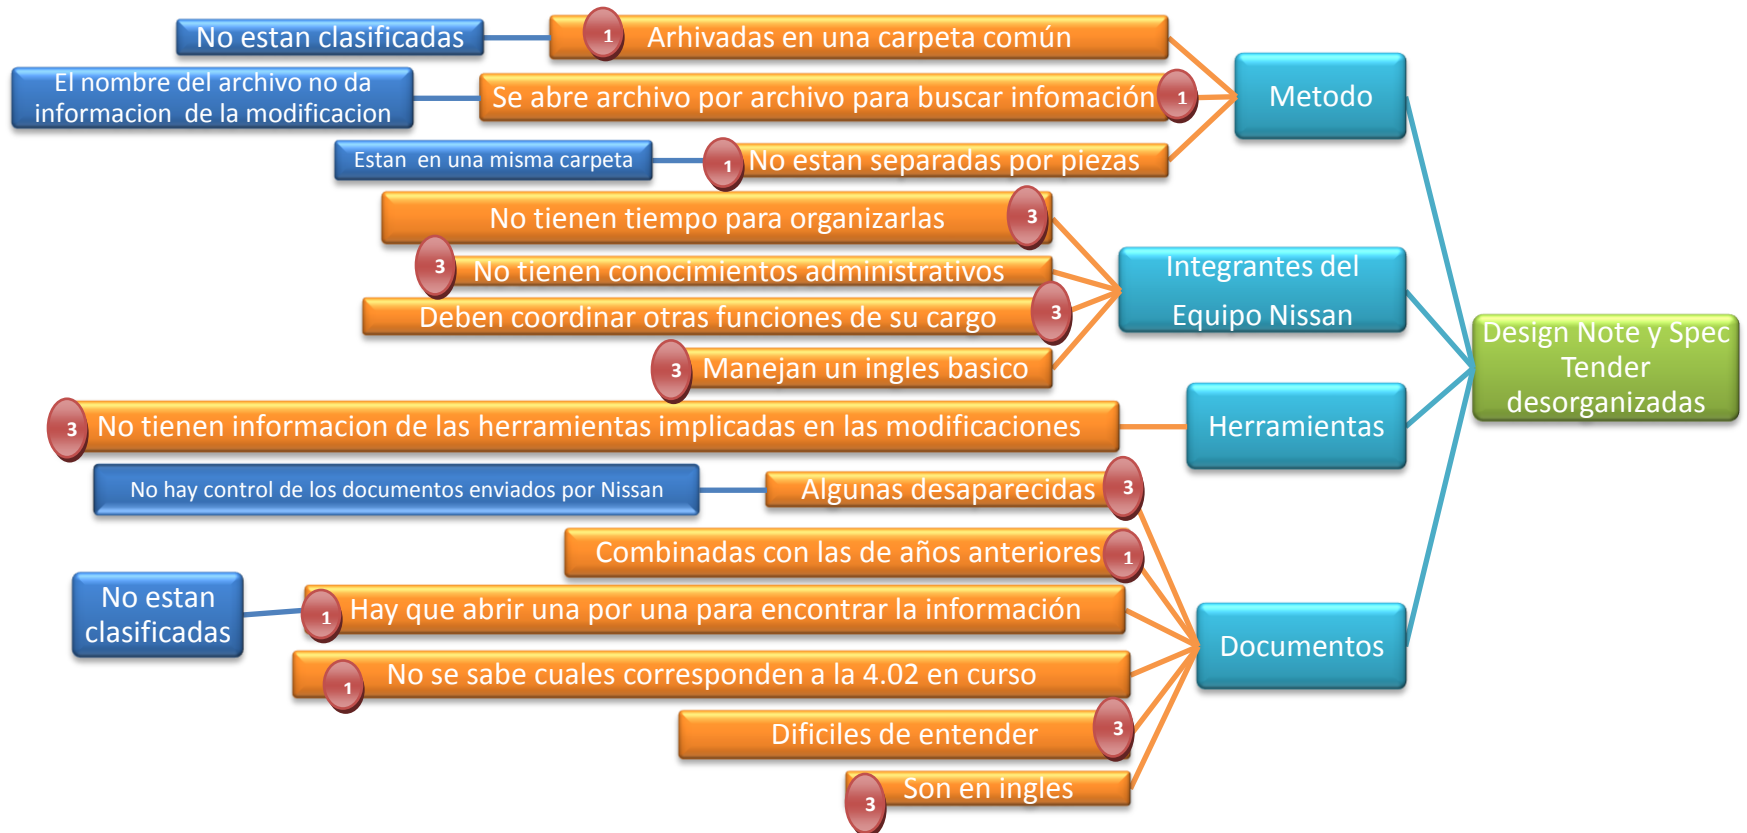 No estan clasificadas
1
Arhivadas en una carpeta común
El nombre del archivo no da
informacion de la modificacion
Se abre archivo por archivo para buscar infomación
1
Metodo
Estan en una misma carpeta
1
No estan separadas por piezas
No tienen tiempo para organizarlas
3
3
No tienen conocimientos administrativos
Deben coordinar otras funciones de su cargo
3
3
Manejan un ingles basico
Integrantes del
Equipo Nissan
Design Note y Spec
Tender
desorganizadas
3
No tienen informacion de las herramientas implicadas en las modificaciones
Herramientas
No hay control de los documentos enviados por Nissan
Algunas desaparecidas
3
Combinadas con las de años anteriores
1
No estan
clasificadas
1
Hay que abrir una por una para encontrar la información
1
No se sabe cuales corresponden a la 4.02 en curso
Documentos
Dificiles de entender
3
3
Son en ingles